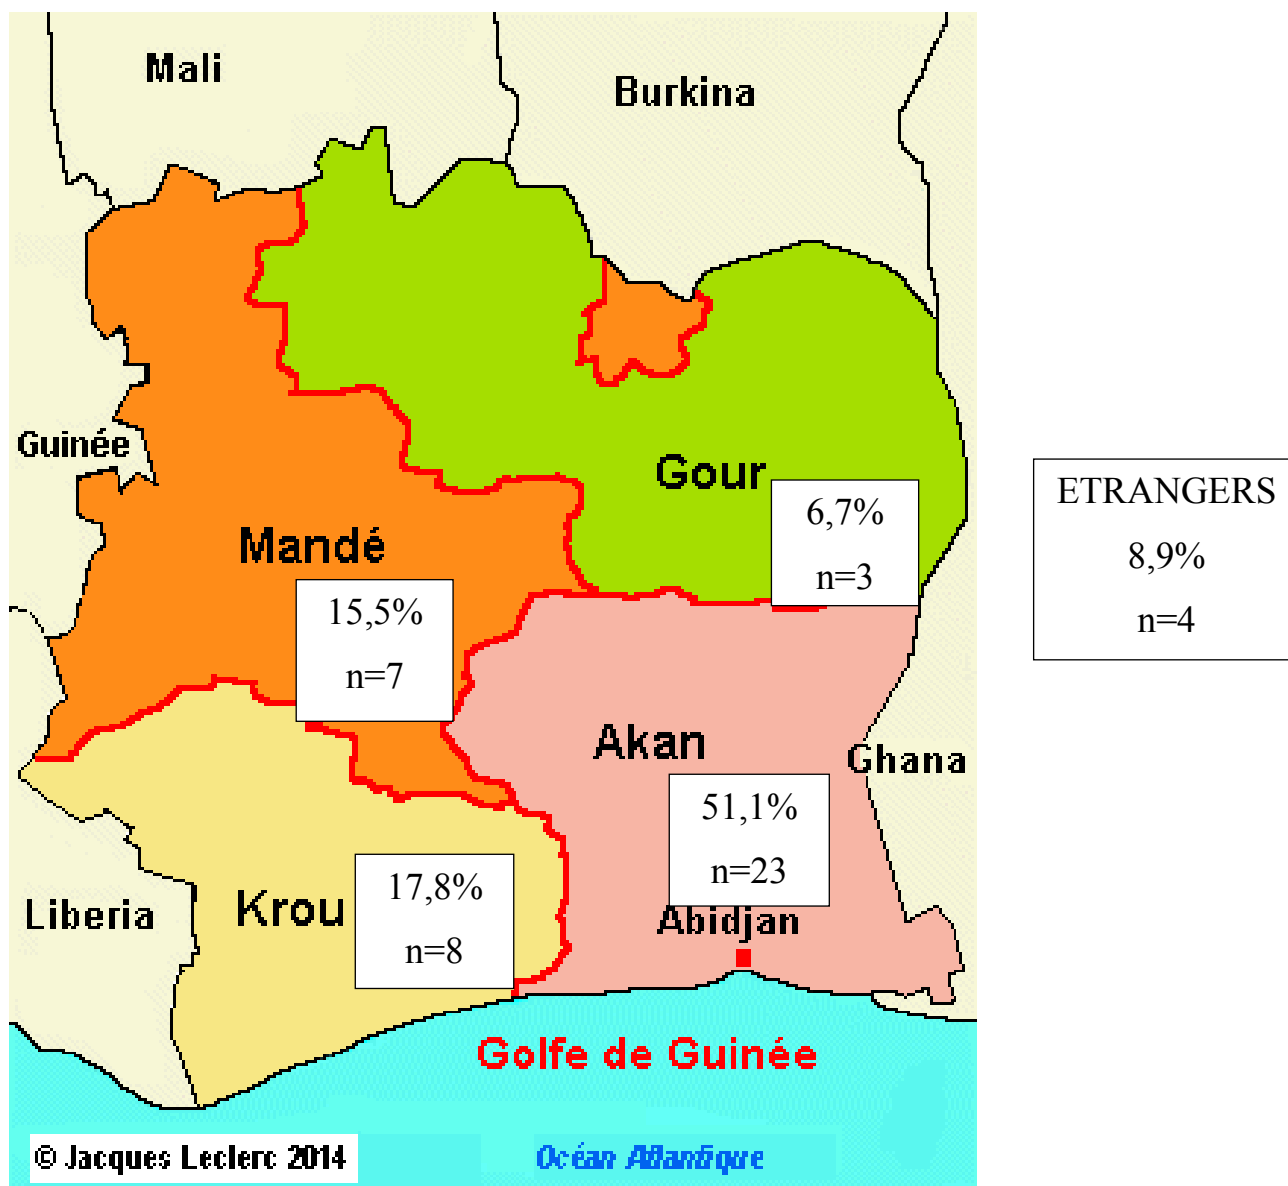 Mali
Burkina
Guinée
Gour
6,7%
n=3
ETRANGERS
8,9%
n=4
Mandé
15,5%
n=7
Akan
Ghana
51,1%
n=23
Krou
17,8%
n=8
Liberia
Abidjan
Golfe de Guinée
© Jacques Leclerc 2014
Océan Atlantique